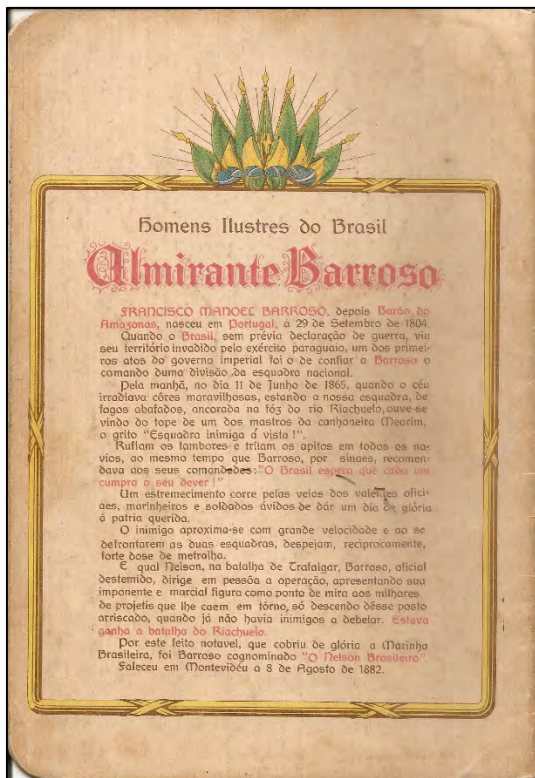 Homens Ilustres do Brasil
Almirante Barroso
FRANCISCO MANOEL BARROSO, depois Barão do
Amazonas, nasceu em Portugal, a 29 de Setembro de 1804.
Quando o Brasil, sem prévia declaração de guerra, viu
seu território invadido pelo exército paraguaio, um dos primei-
ros atos do governo imperial foi o de confiar a Barroso o
comando duma divisão da esquadra nacional.
Pela manhã, no dia 11 de Junho de 1865, quando o céu
irradiava côres maravilhosas, estando a nossa esquadra, de
fogos abafados, ancorada na fóz do rio Riachuelo, ouve-se
vindo do tope de um dos mastros da canhoneira Mearim,
o grito "Esquadra inimiga á vista !".
Ruflam os tambores e trilam os apitos em todos os na-
vios, ao mesmo tempo que Barroso, por sinaes, recomen-
dava aos seus comandados: "O Brasil espera que cada um
cumpra o seu dever !"
Um estremecimento corre pelas veias dos valentes ofici-
aes, marinheiros e soldados ávidos de dár um dia de glória
á patria querida.
O inimigo aproxima-se com grande velocidade e ao se
defrontarem as duas esquadras, despejam, reciprocamente,
forte dose de metralha.
E qual Nelson, na batalha de Trafalgar, Barroso, oficial
destemido, dirige em pessôa a operação, apresentando sua
imponente e marcial figura como ponto de mira aos milhares
de projetis que lhe caem em tôrno, só descendo dêsse posto
arriscado, quando já não havia inimigos a debelar. Estava
ganha a batalha do Riachuelo.
Por este feito notavel, que cobriu de glória a Marinha
Brasileira, foi Barroso cognominado "O Nelson Brasileiro".
Faleceu em Montevidéu a 8 de Agosto de 1882.